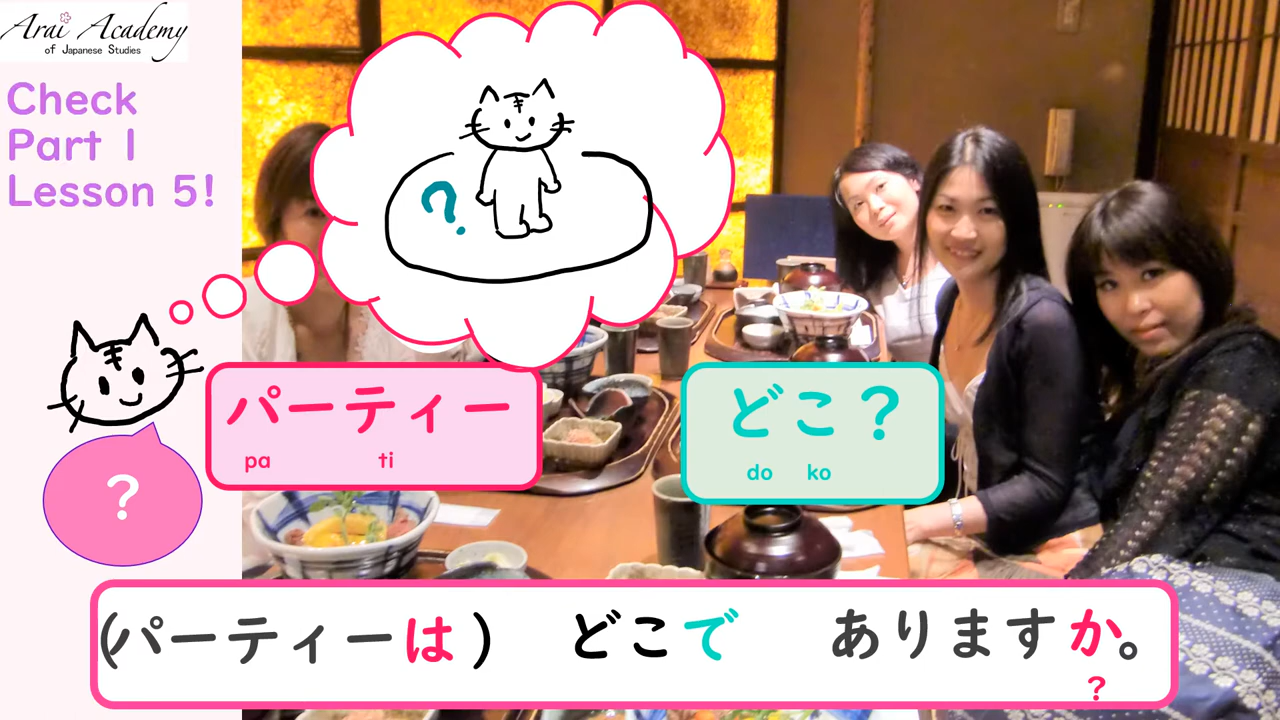 Arai Academy
of Japanese Studies
Check
Part 1
Lesson 5!
?
パーティー
pa ti
どこ？
do ko
?
(パーティーは) どこで ありますか。
?